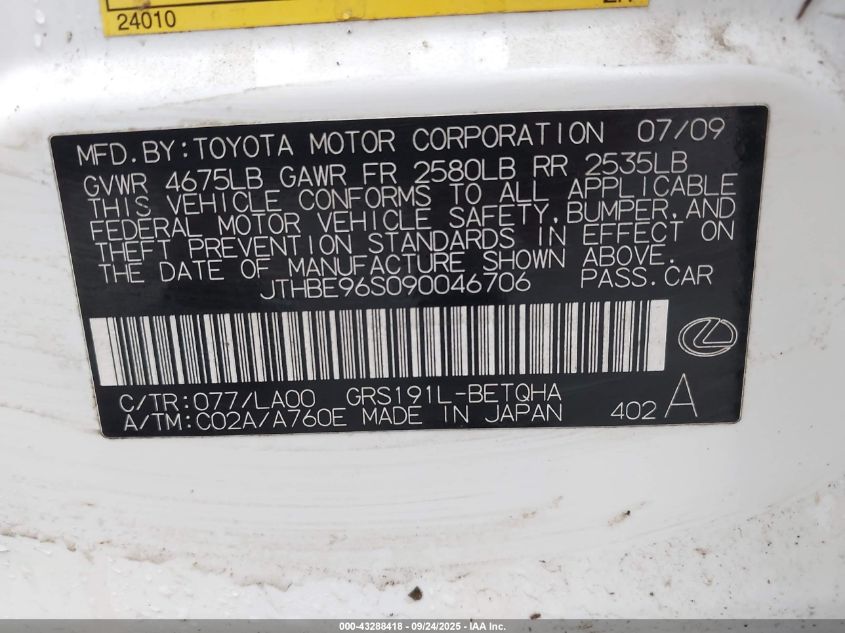 24010
MFD.BY:TOYOTA MOTOR CORPORATION 07/09
GVWR 4675LB GAWR FR 2580LB RR 2535LB
THIS VEHICLE CONFORMS TO ALL APPLICABLE
FEDERAL MOTOR VEHICLE SAFETY,BUMPER,AND
THEFT PREVENTION STANDARDS IN EFFECT ON
THE DATE OF MANUFACTURE SHOWN ABOVE.
JTHBE96S090046706 PASS.CAR
C/TR:077/LA00 GRS191L-BETQHA
A/TM:C02A/A760E MADE IN JAPAN 402 A
000-43288418 - 09/24/2025 - IAA Inc.